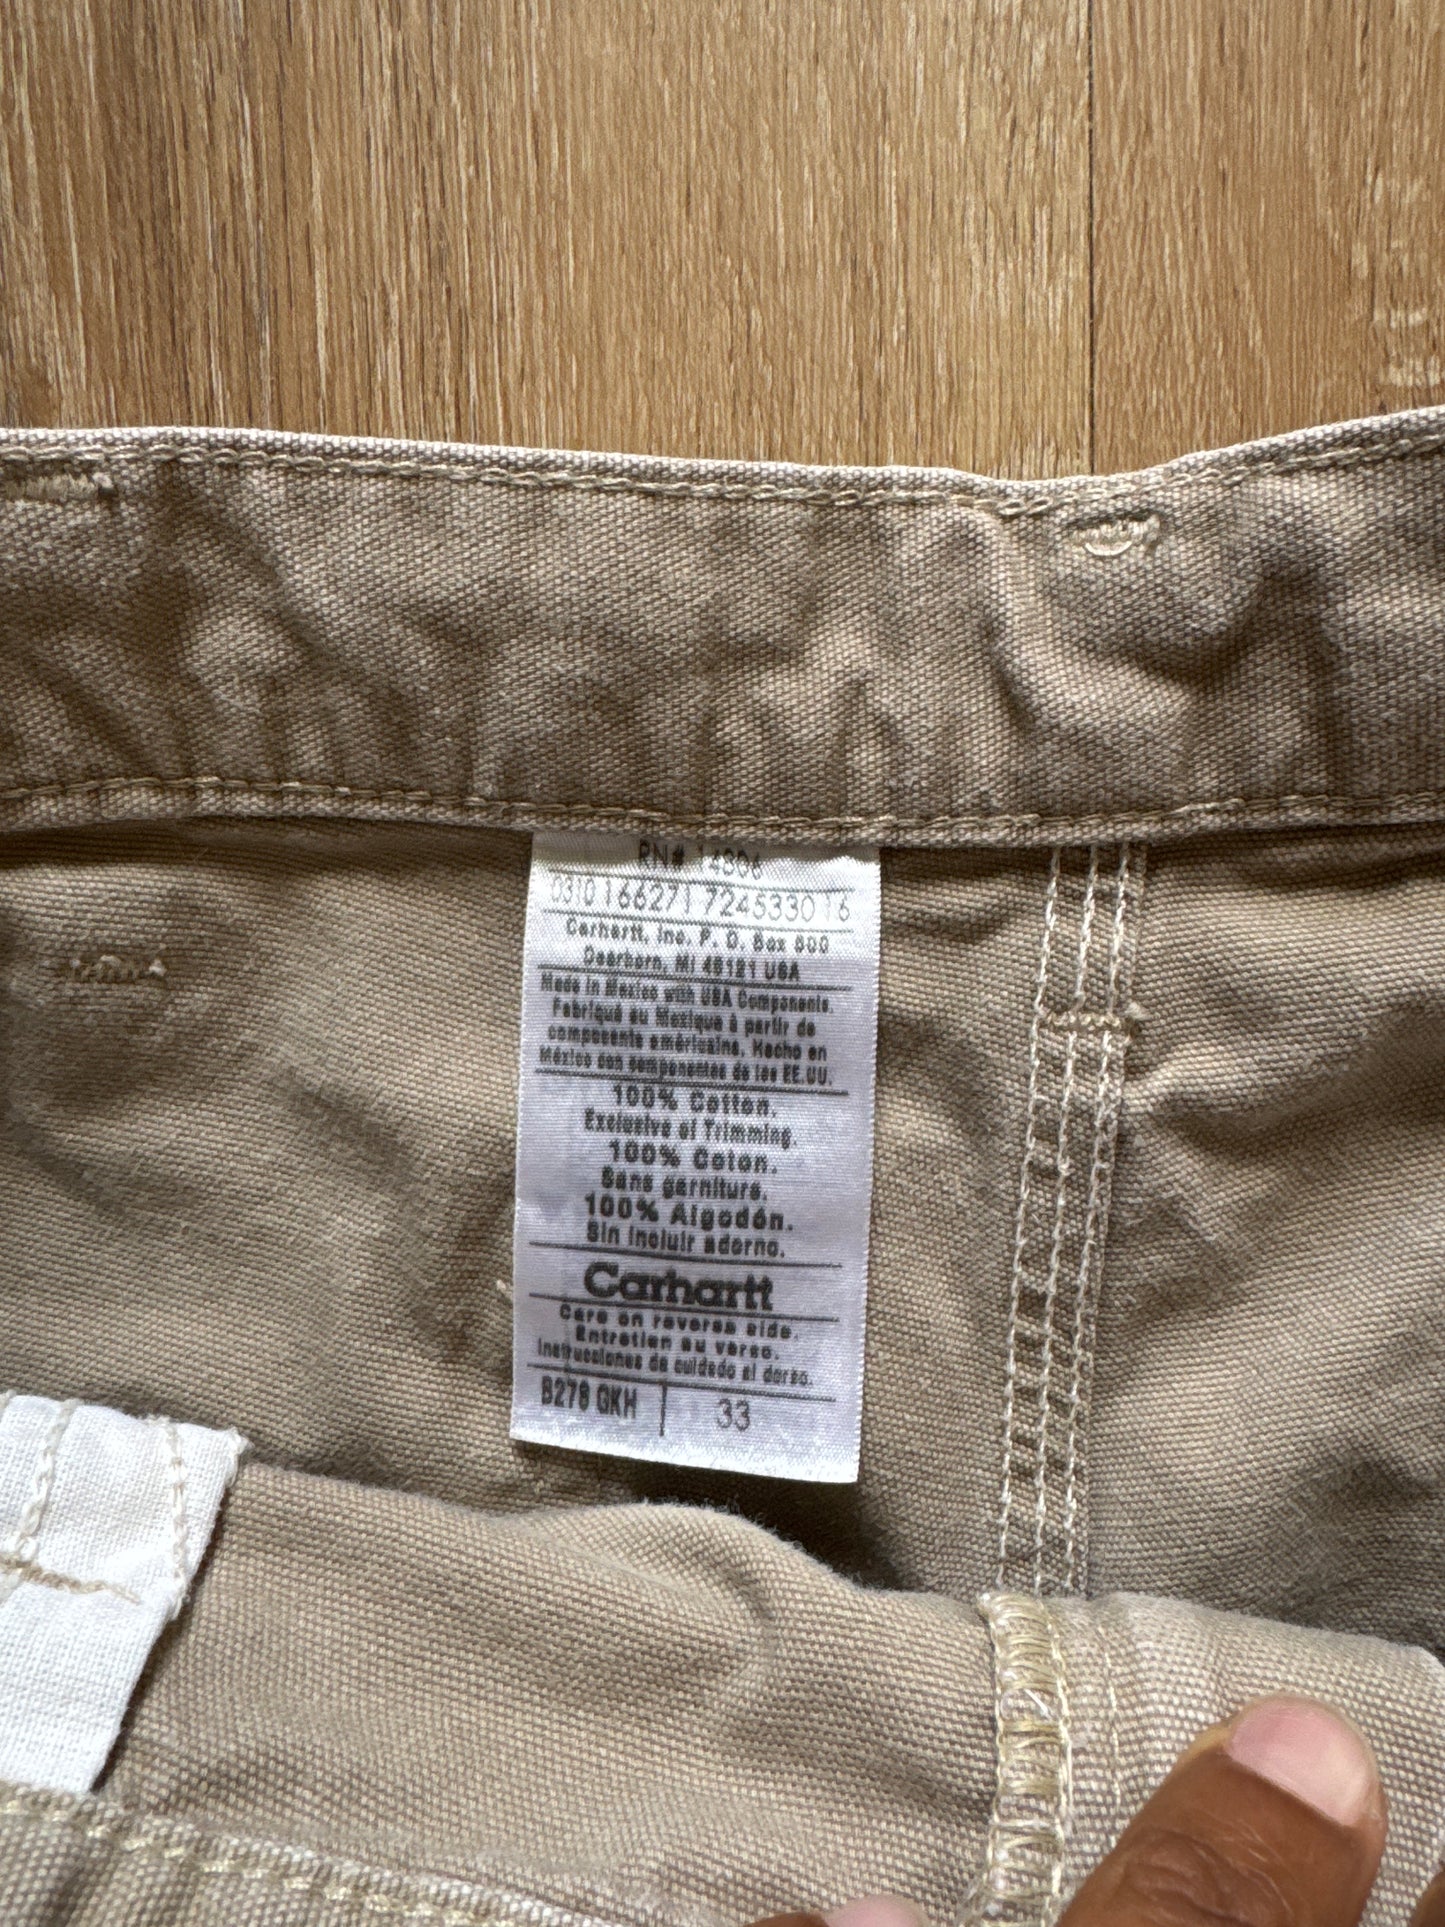 RN# 14806
0310 166271 7245330 16
Carhartt, Inc. P. O. Box 600
Dearborn, MI 48121 USA
Made in Mexico with USA Components.
Fabriqué au Mexique à partir de
composants américains. Hecho en
México con componentes de los EE.UU.
100% Cotton.
Exclusive of Trimming.
100% Coton.
Sans garniture.
100% Algodón.
Sin incluir adorno.
Carhartt
Care on reverse side.
Entretien au verso.
Instrucciones de cuidado al dorso.
B278 GKH | 33